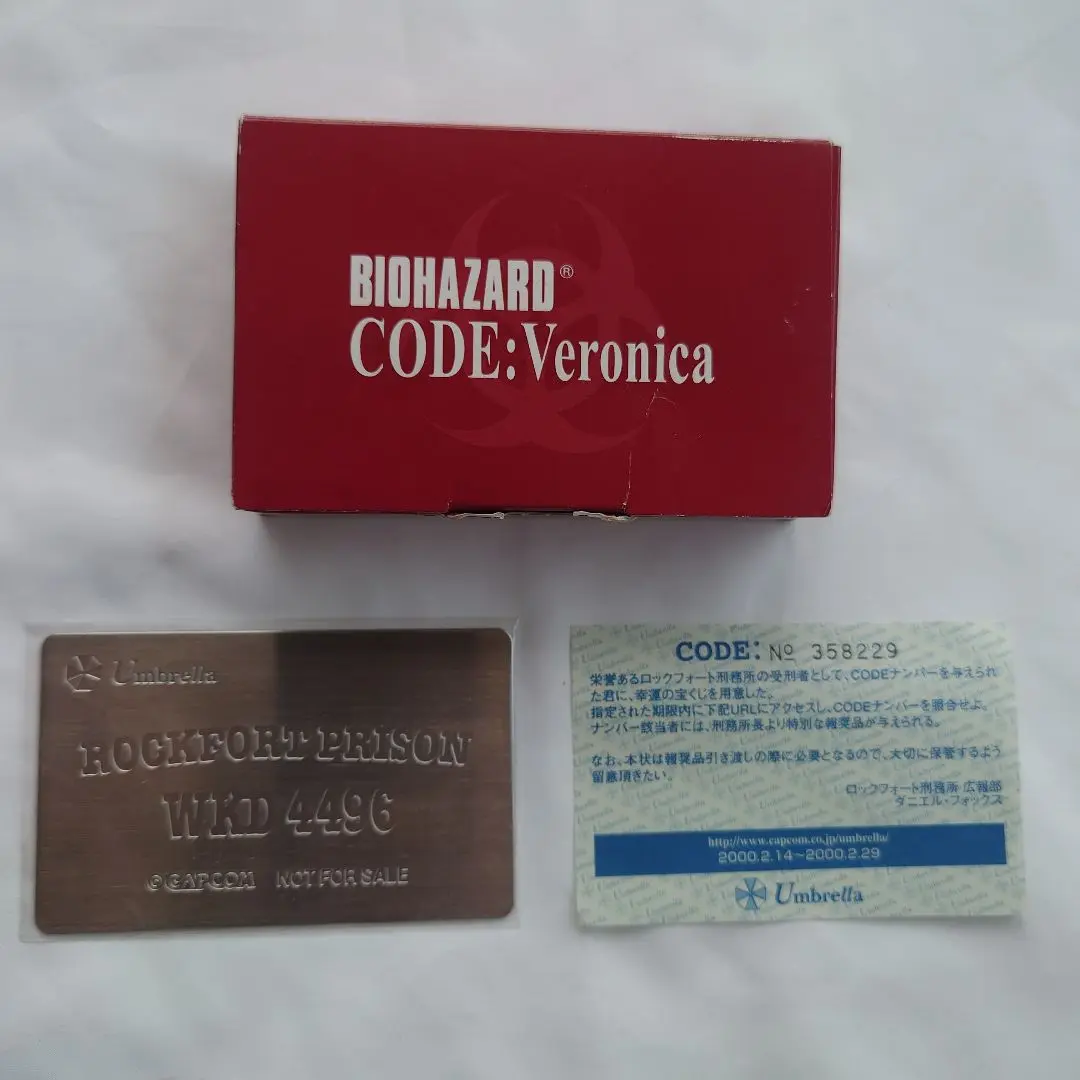 BIOHAZARD®
CODE:Veronica
Umbrella
ROCKFORT PRISON
WKD 4496
©CAPCOM NOT FOR SALE
CODE: № 358229
栄誉あるロックフォート刑務所の受刑者として、CODEナンバーを与えられ
た君に、幸運の宝くじを用意した。
指定された期限内に下記URLにアクセスし、CODEナンバーを照合せよ。
ナンバー該当者には、刑務所長より特別な報奨品が与えられる。
なお、本状は報奨品引き渡しの際に必要となるので、大切に保管するよう
留意頂きたい。
ロックフォート刑務所 広報部
ダニエル・フォックス
http://www.capcom.co.jp/umbrella/
2000.2.14～2000.2.29
Umbrella